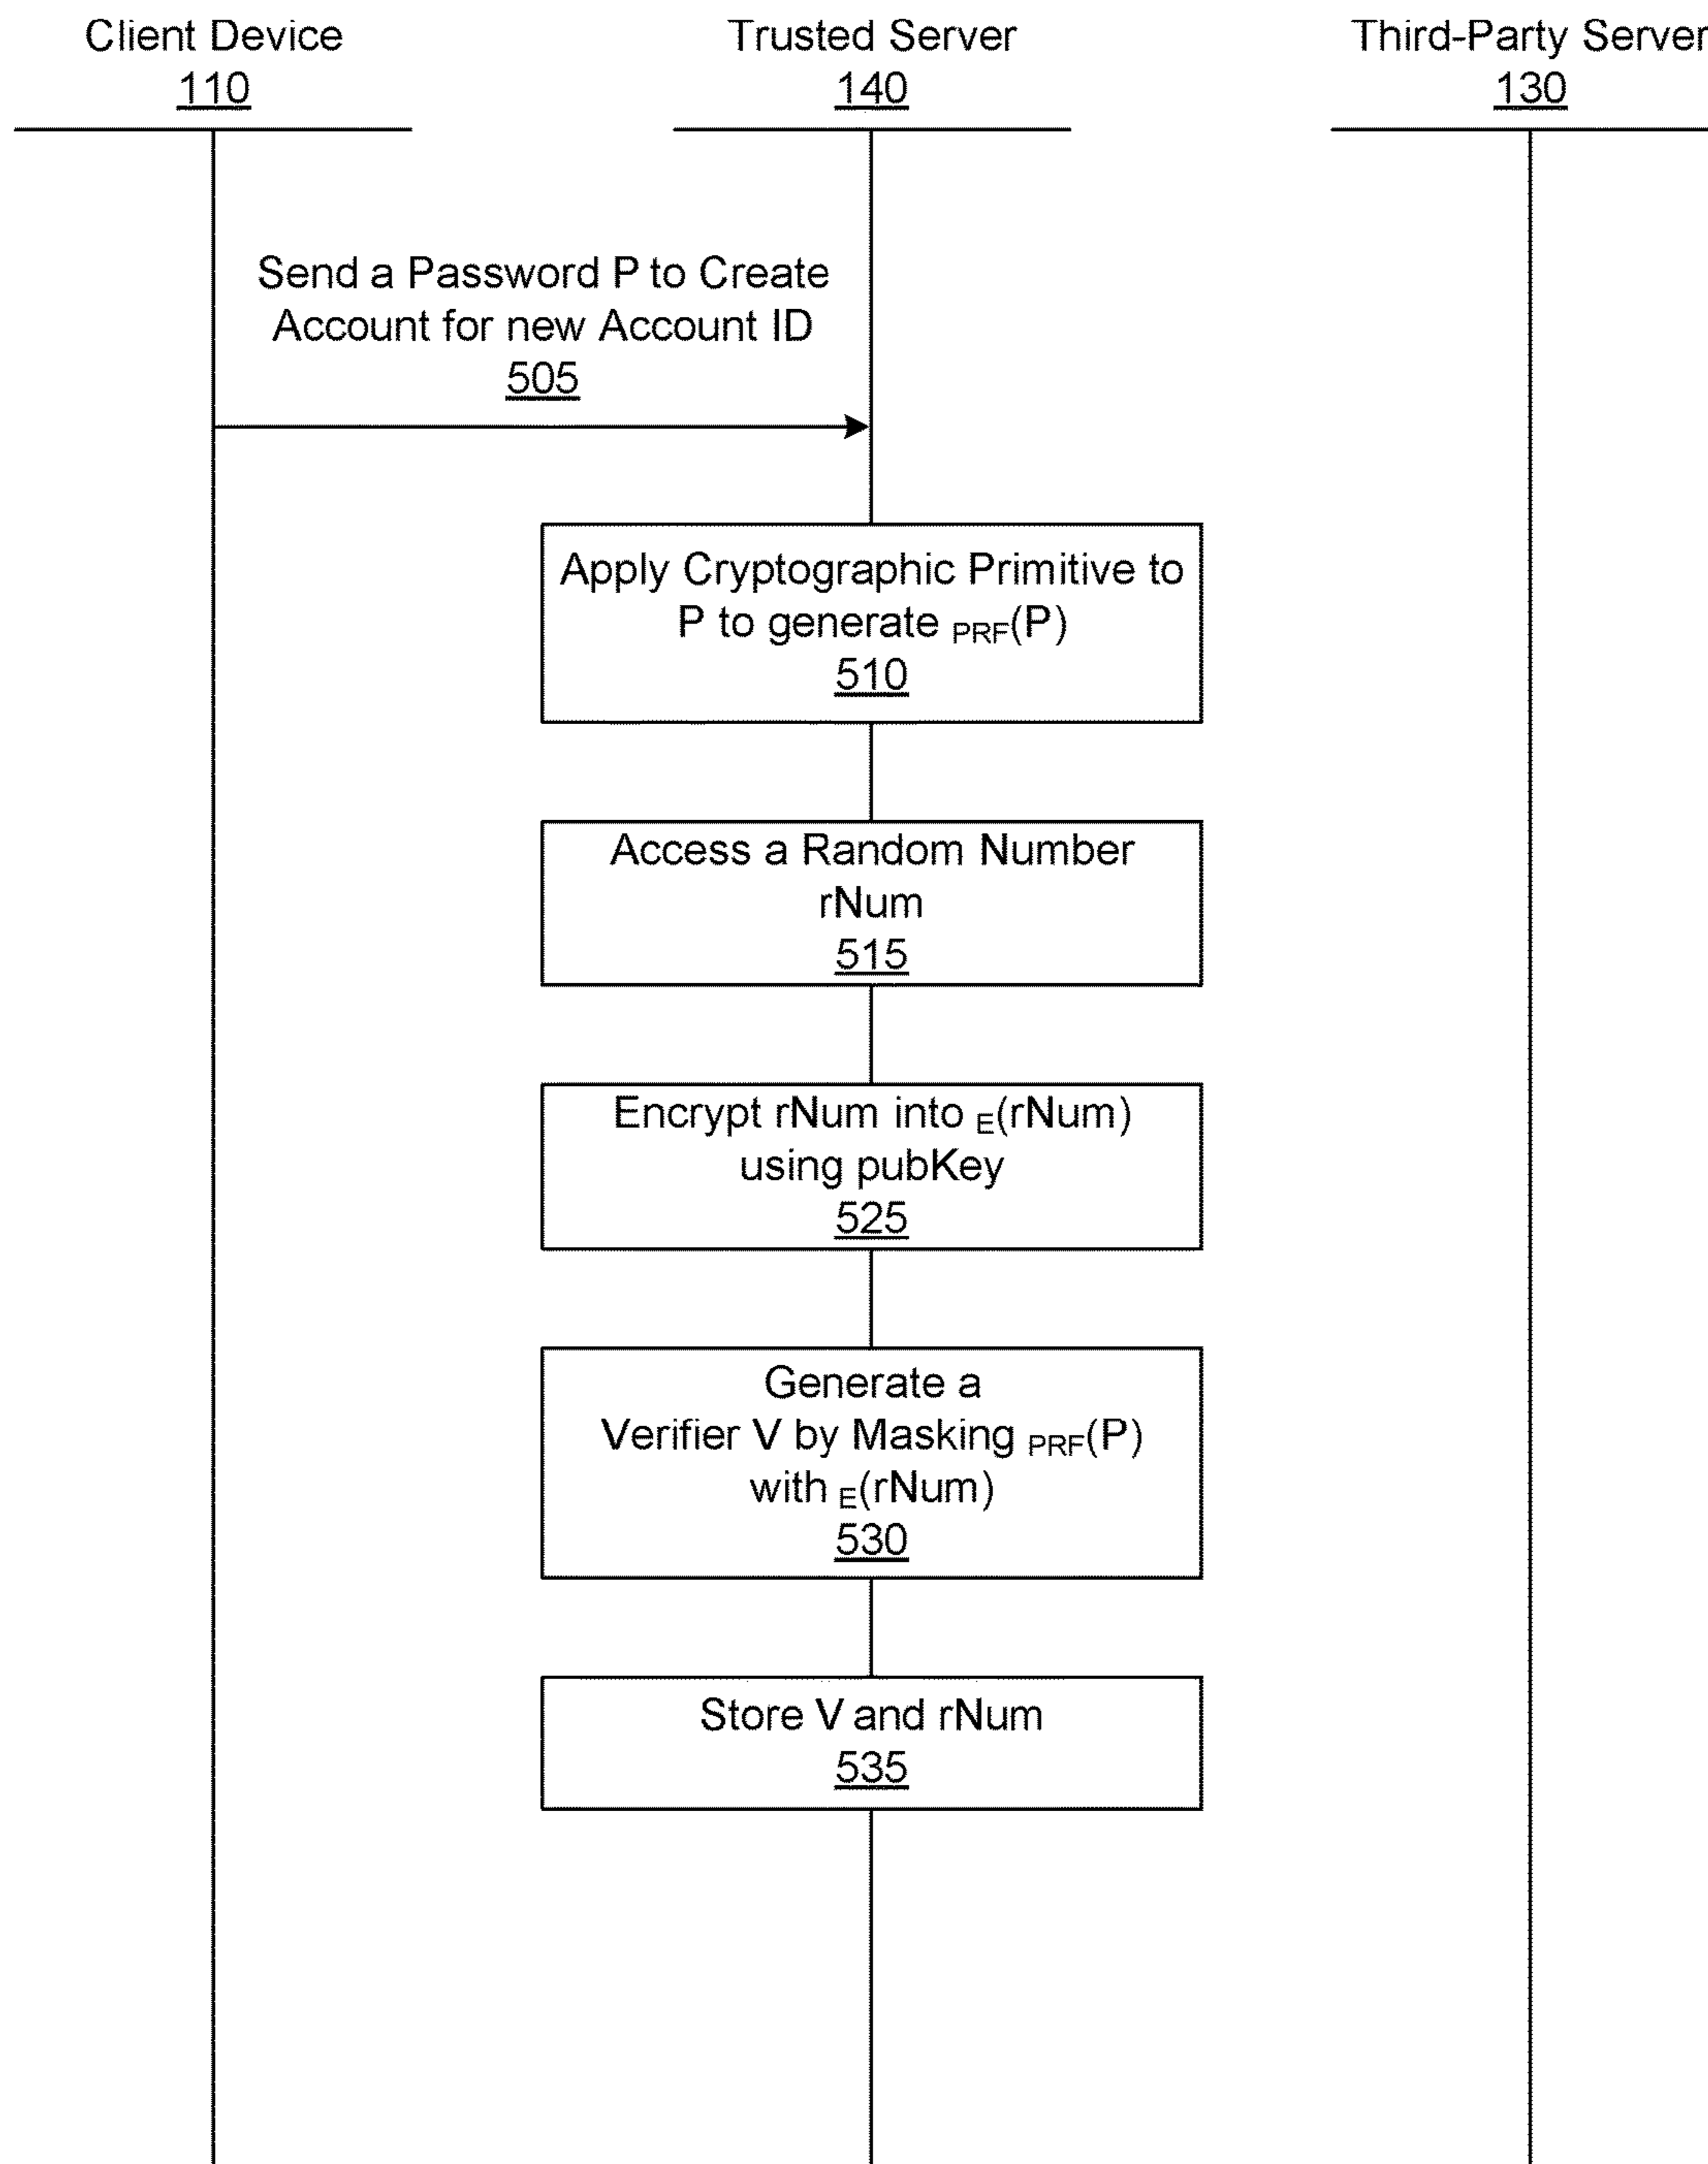 Client Device
110
Trusted Server
140
Third-Party Server
130
Send a Password P to Create
Account for new Account ID
505
Apply Cryptographic Primitive to
P to generate PRF(P)
510
Access a Random Number
rNum
515
Encrypt rNum into E(rNum)
using pubKey
525
Generate a
Verifier V by Masking PRF(P)
with E(rNum)
530
Store V and rNum
535